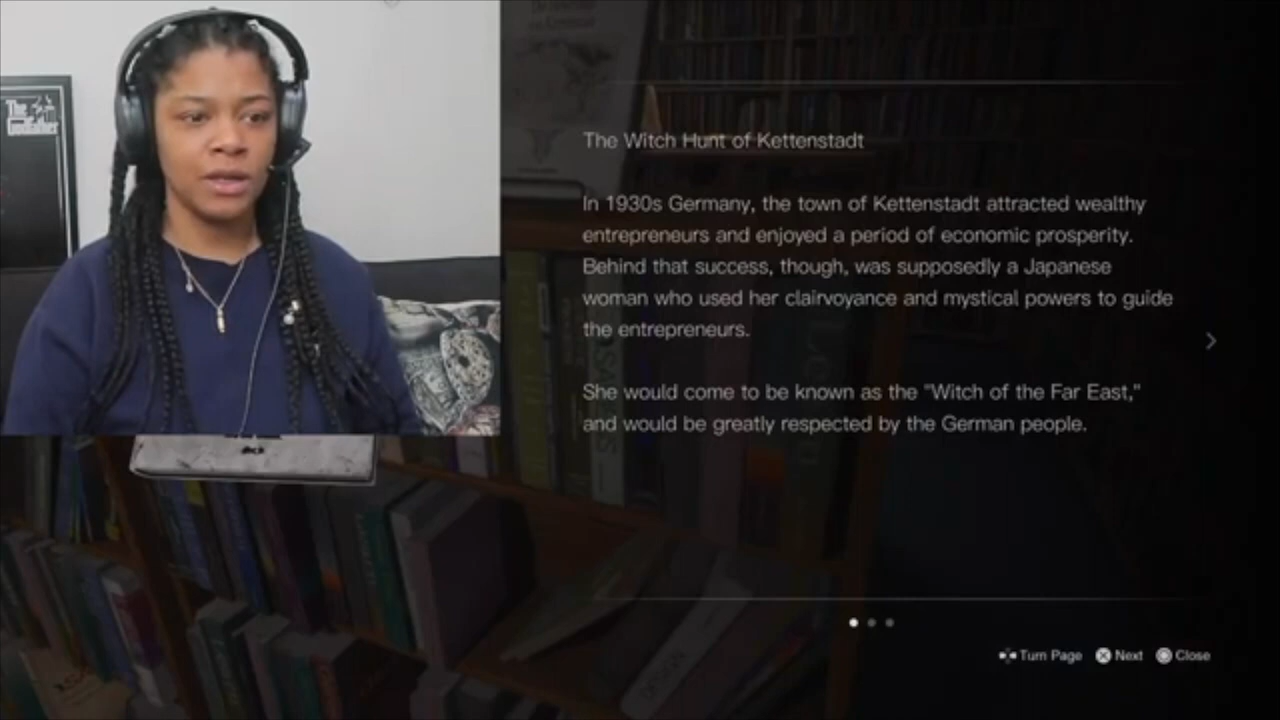 The
Godfather
The Witch Hunt of Kettenstadt
In 1930s Germany, the town of Kettenstadt attracted wealthy
entrepreneurs and enjoyed a period of economic prosperity.
Behind that success, though, was supposedly a Japanese
woman who used her clairvoyance and mystical powers to guide
the entrepreneurs.
She would come to be known as the "Witch of the Far East,"
and would be greatly respected by the German people.
Turn Page Next Close